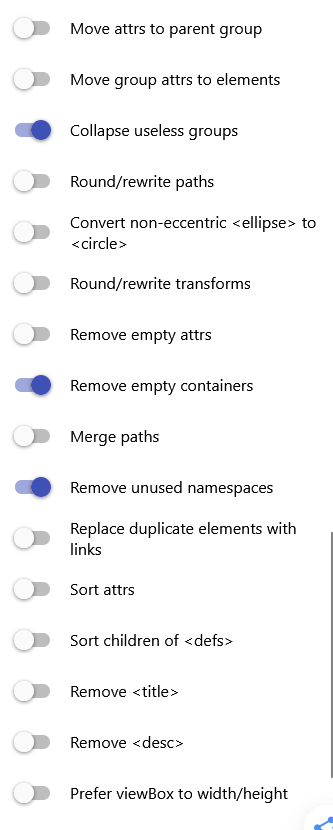 Move attrs to parent group
Move group attrs to elements
Collapse useless groups
Round/rewrite paths
Convert non-eccentric <ellipse> to
<circle>
Round/rewrite transforms
Remove empty attrs
Remove empty containers
Merge paths
Remove unused namespaces
Replace duplicate elements with
links
Sort attrs
Sort children of <defs>
Remove <title>
Remove <desc>
Prefer viewBox to width/height